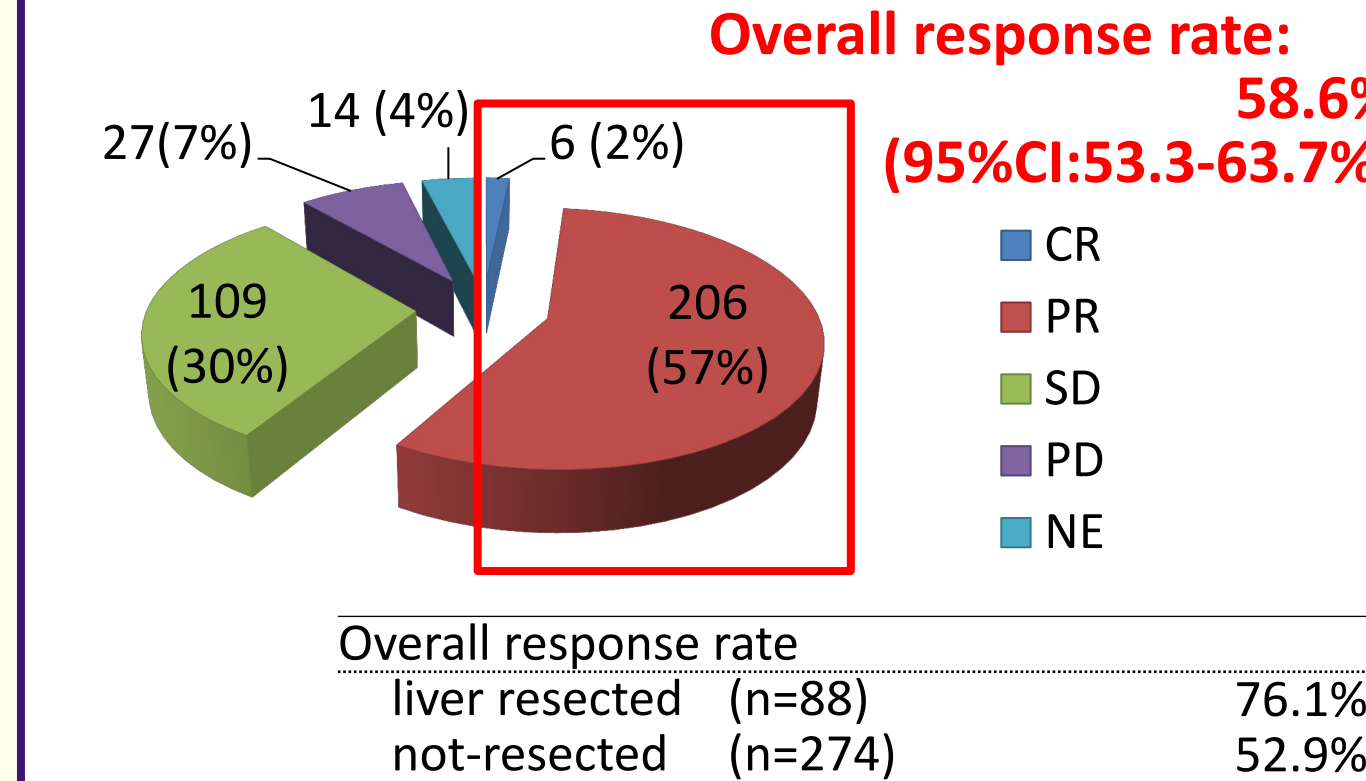 Overall response rate:
58.6%
(95%CI:53.3-63.7%
14 (4%)
27(7%)
6 (2%)
109
(30%)
206
(57%)
CR
PR
SD
PD
NE
Overall response rate
liver resected (n=88) 76.1%
not-resected (n=274) 52.9%